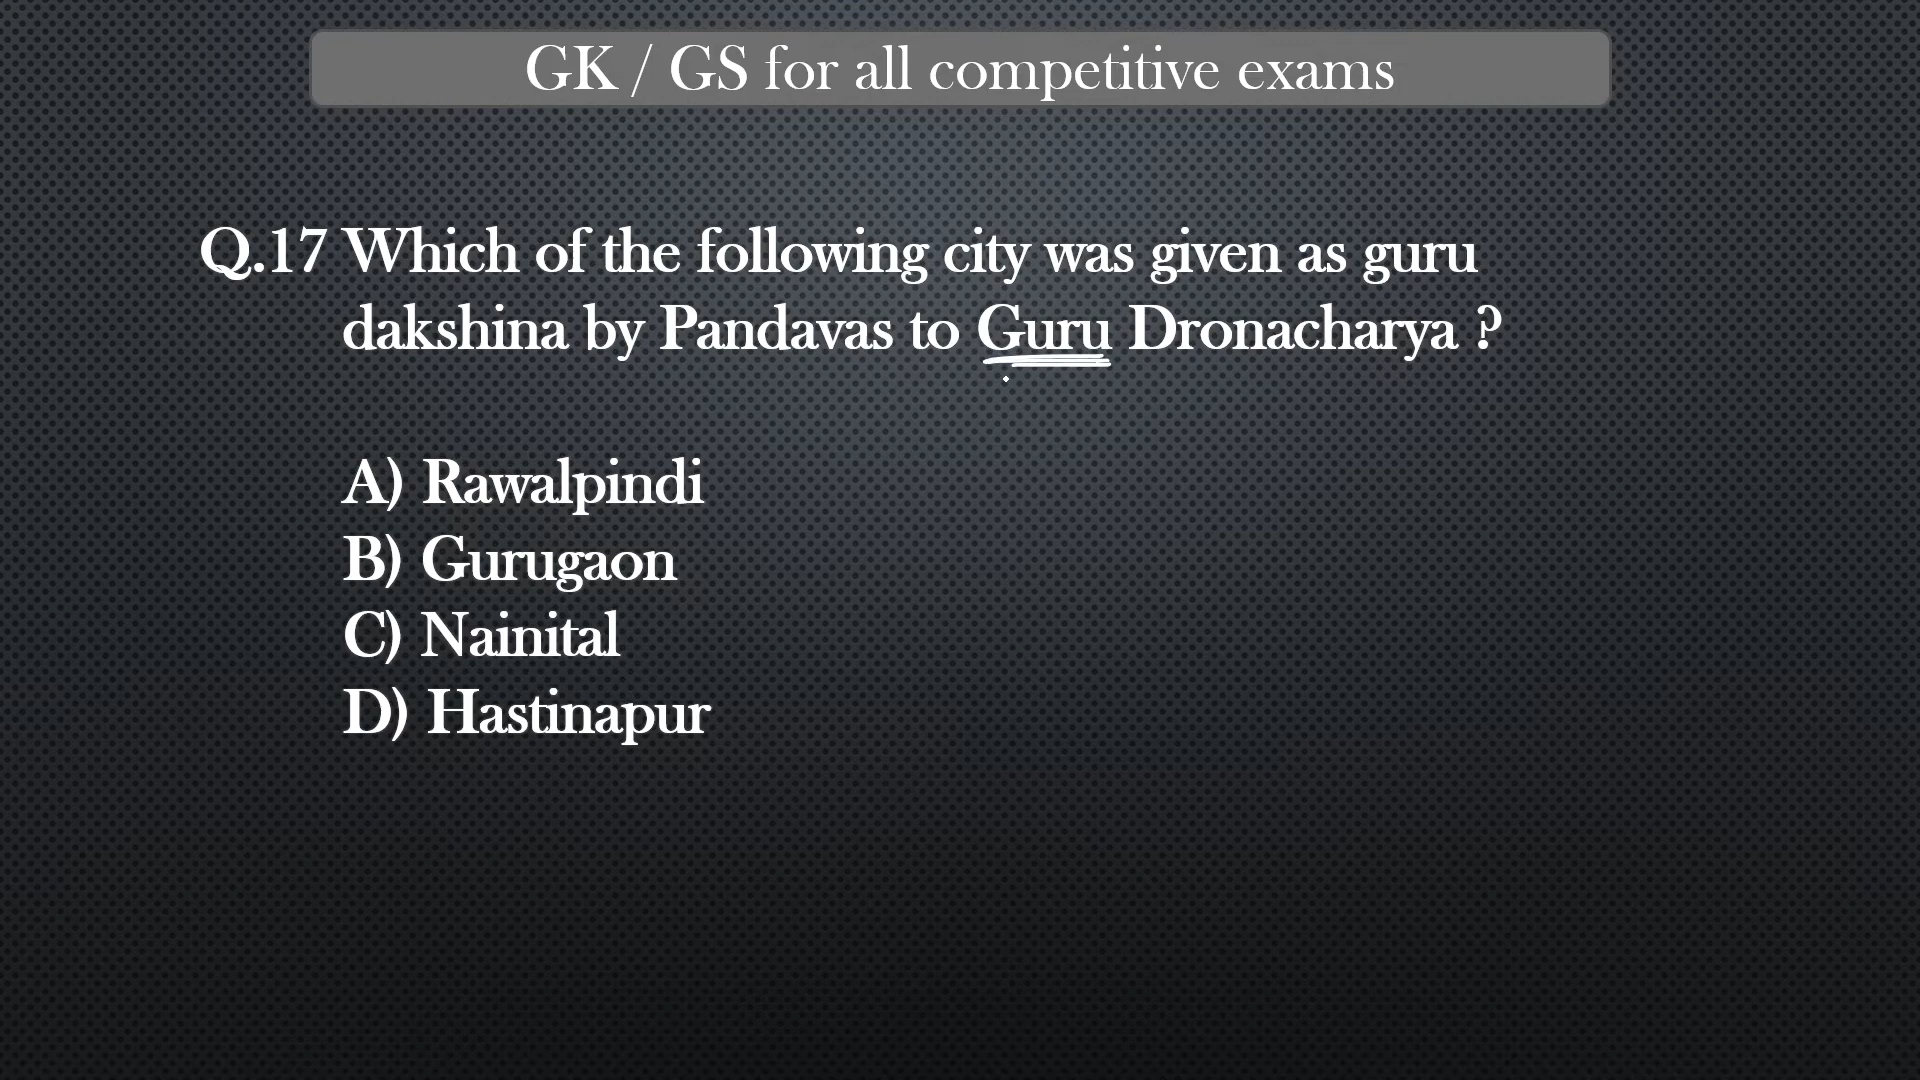 GK / GS for all competitive exams
Q.17 Which of the following city was given as guru
dakshina by Pandavas to Guru Dronacharya ?
A) Rawalpindi
B) Gurugaon
C) Nainital
D) Hastinapur